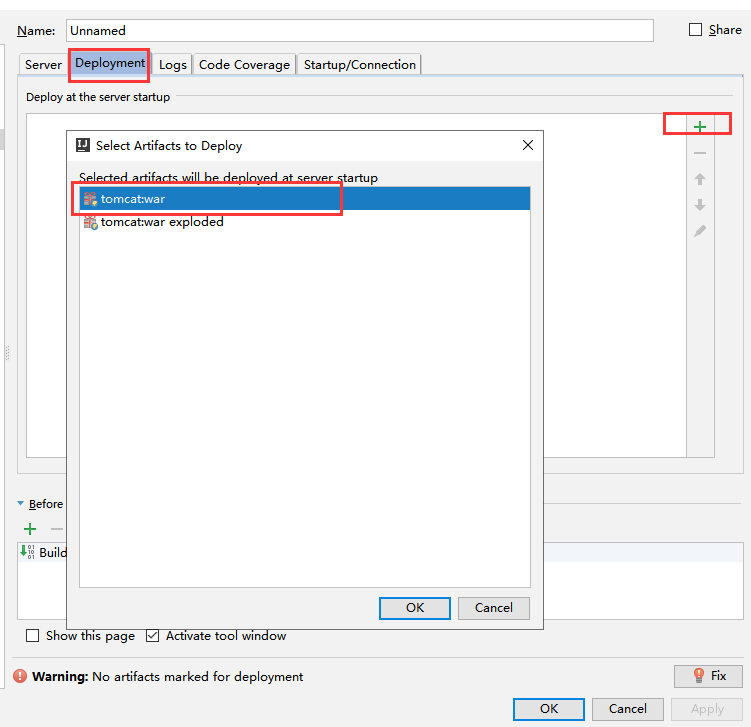 Name: Unnamed Share
Server Deployment Logs Code Coverage Startup/Connection
Deploy at the server startup
Select Artifacts to Deploy
Selected artifacts will be deployed at server startup
tomcat:war
tomcat:war exploded
OK Cancel
Before
Build
Show this page Activate tool window
Warning: No artifacts marked for deployment Fix
OK Cancel Apply